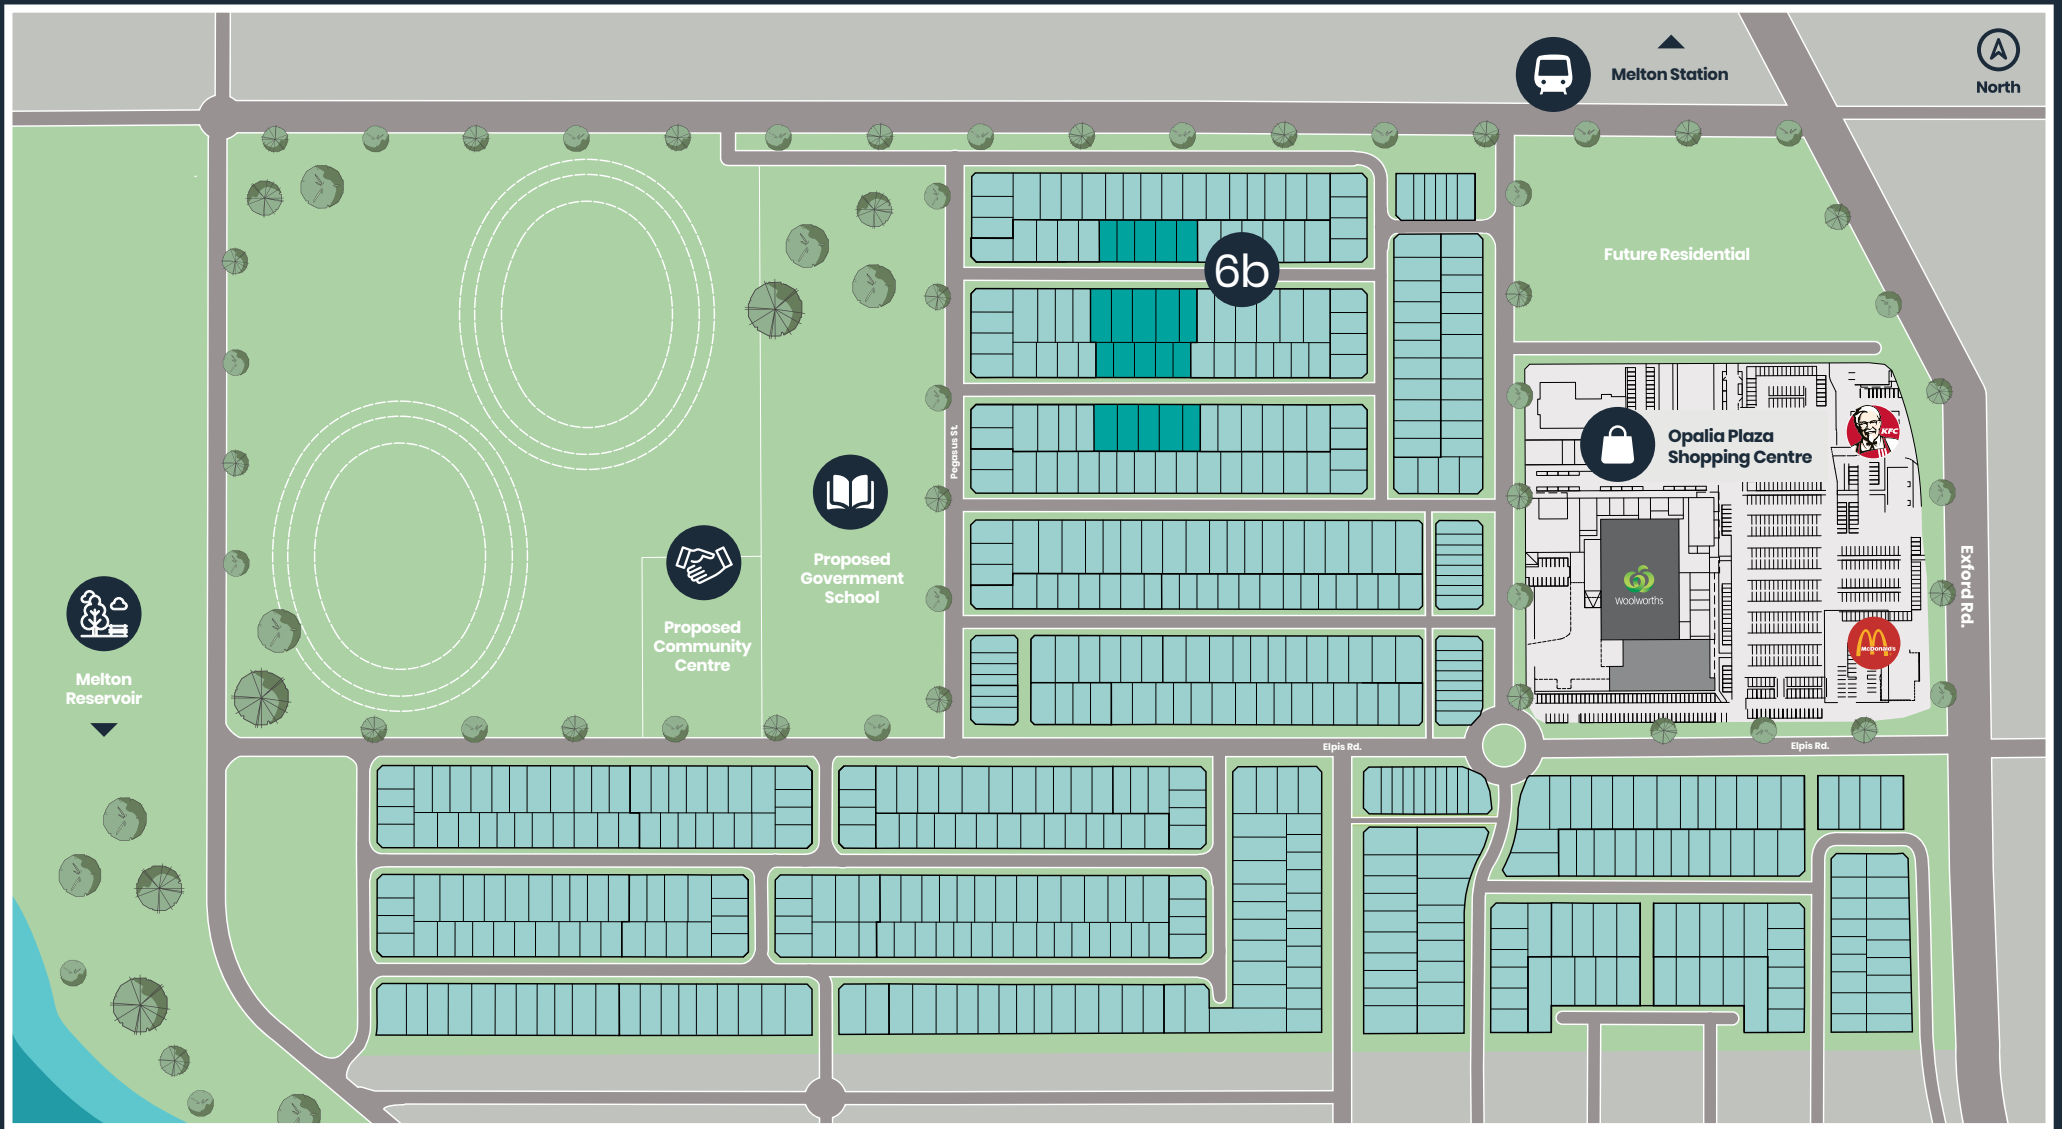 Melton Station
North
Future Residential
6b
Opalia Plaza
Shopping Centre
KFC
Pegasus St.
Proposed
Government
School
Proposed
Community
Centre
woolworths
McDonald's
Exford Rd.
Melton
Reservoir
Elpis Rd.
Elpis Rd.